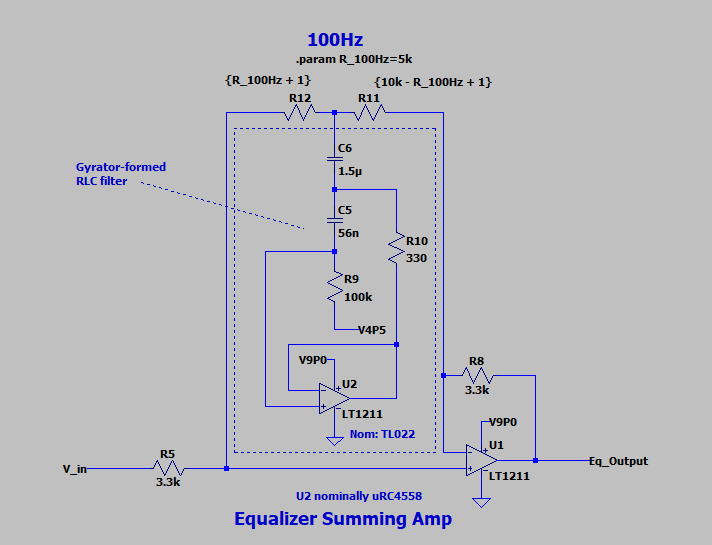 100Hz
.param R_100Hz=5k
{R_100Hz + 1}
{10k - R_100Hz + 1}
R12
R11
C6
1.5µ
Gyrator-formed
RLC filter
C5
56n
R10
330
R9
100k
V4P5
V9P0
U2
LT1211
Nom: TL022
R8
3.3k
V9P0
U1
LT1211
Eq_Output
R5
V_in
3.3k
U2 nominally uRC4558
Equalizer Summing Amp